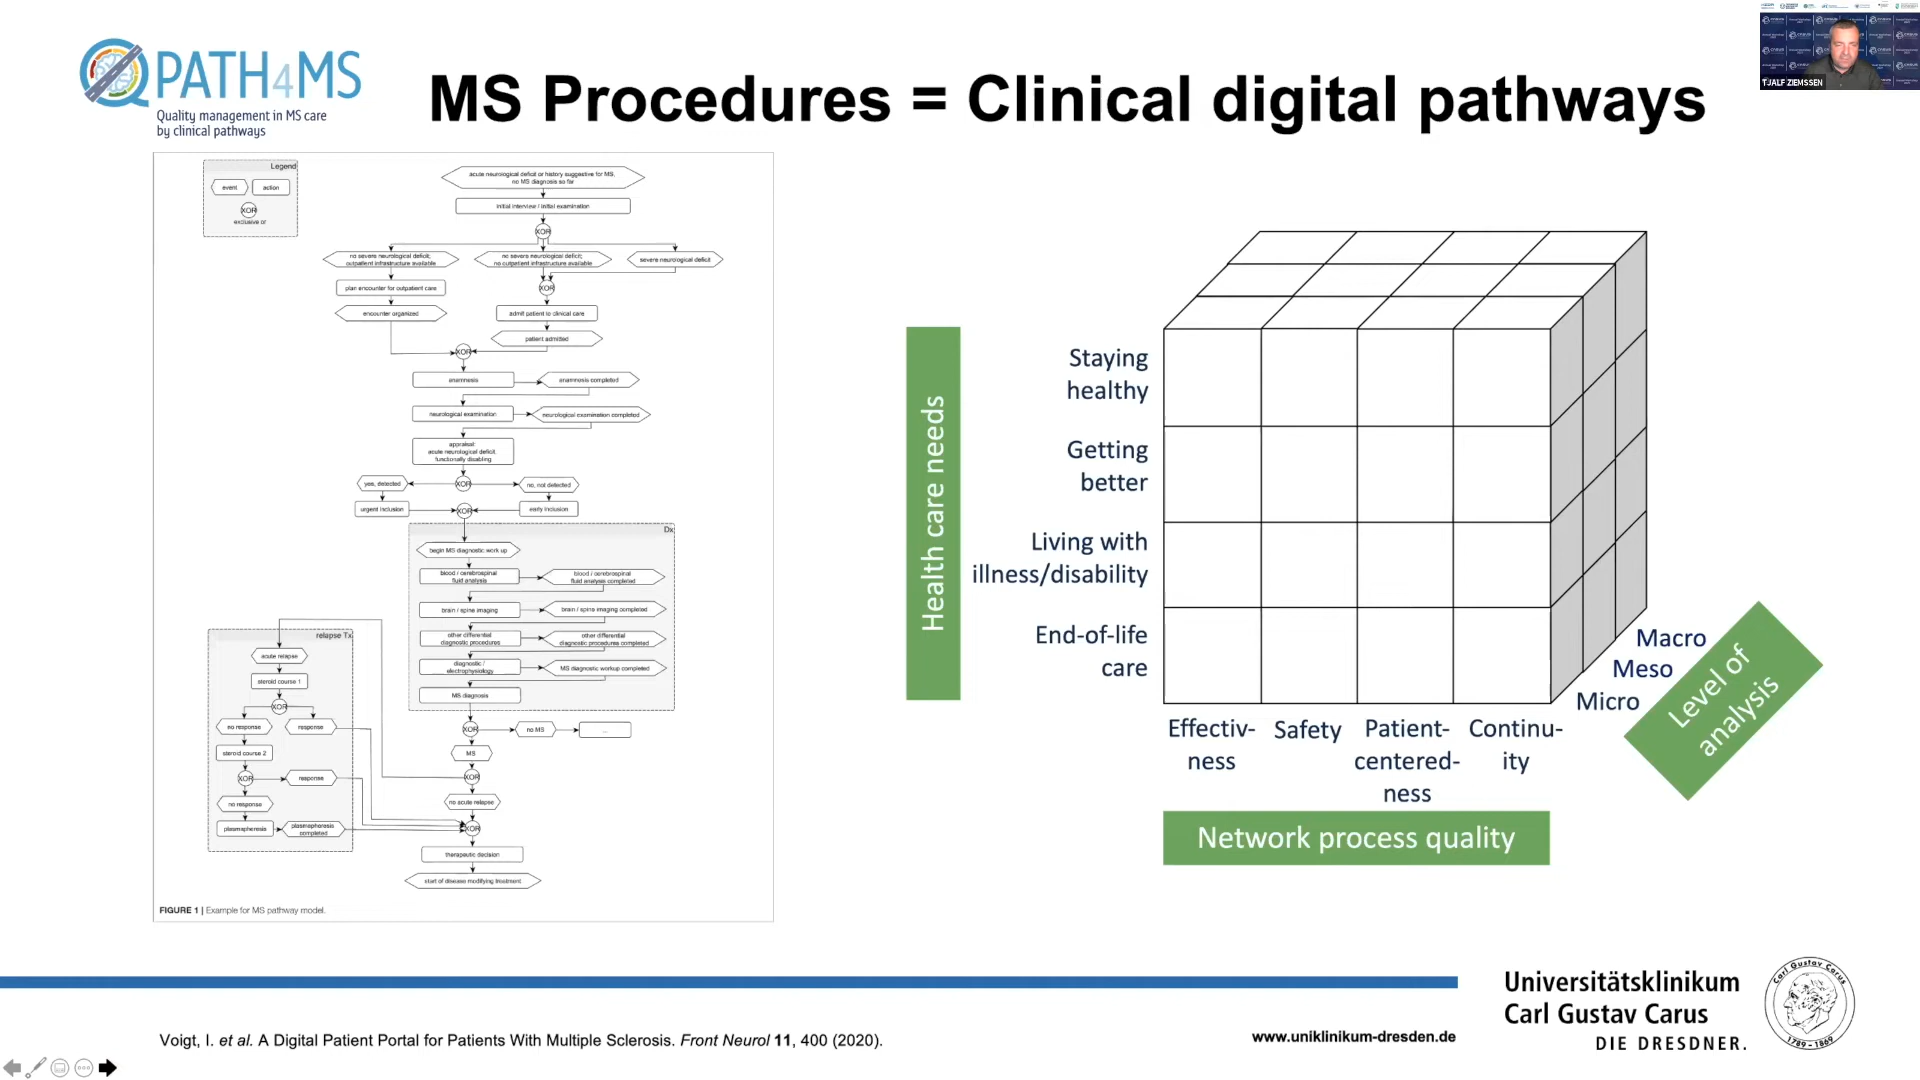 PATH4MS
Quality management in MS care
by clinical pathways
MS Procedures = Clinical digital pathways
TJALF ZIEMSSEN
Legend
event
action
XOR
exclusive or
acute neurological deficit or history suggestive for MS,
no MS diagnosis so far
initial interview / initial examination
XOR
no severe neurological deficit;
outpatient infrastructure available
no severe neurological deficit;
no outpatient infrastructure available
severe neurological deficit
plan encounter for outpatient care
XOR
encounter organized
admit patient to clinical care
patient admitted
XOR
anamnesis
anamnesis completed
neurological examination
neurological examination completed
appraisal:
acute neurological deficit,
functionally disabling
yes, detected
XOR
no, not detected
urgent inclusion
XOR
early inclusion
Dx
begin MS diagnostic work up
blood / cerebrospinal
fluid analysis
blood / cerebrospinal
fluid analysis completed
brain / spine imaging
brain / spine imaging completed
other differential
diagnostic procedures
other differential
diagnostic procedures completed
diagnostic /
electrophysiology
MS diagnostic workup completed
MS diagnosis
XOR
no MS
...
MS
XOR
no acute relapse
XOR
therapeutic decision
start of disease modifying treatment
relapse Tx
acute relapse
steroid course 1
XOR
no response
response
steroid course 2
XOR
response
no response
plasmapheresis
plasmapheresis
completed
FIGURE 1 | Example for MS pathway model.
Health care needs
Staying
healthy
Getting
better
Living with
illness/disability
End-of-life
care
Effectiv-
ness
Safety
Patient-
centered-
ness
Continu-
ity
Macro
Meso
Micro
Level of
analysis
Network process quality
Voigt, I. et al. A Digital Patient Portal for Patients With Multiple Sclerosis. Front Neurol 11, 400 (2020).
www.uniklinikum-dresden.de
Universitätsklinikum
Carl Gustav Carus
DIE DRESDNER.
Carl Gustav Carus
1789-1869